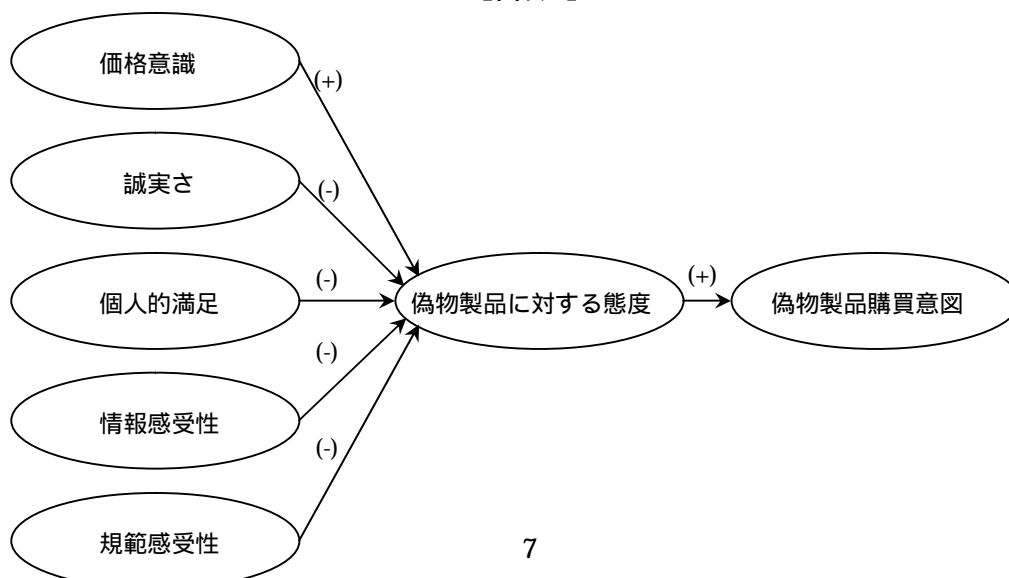 価格意識
(+)
誠実さ
(-)
個人的満足
(-)
偽物製品に対する態度
(+)
偽物製品購買意図
(-)
情報感受性
(-)
規範感受性
7